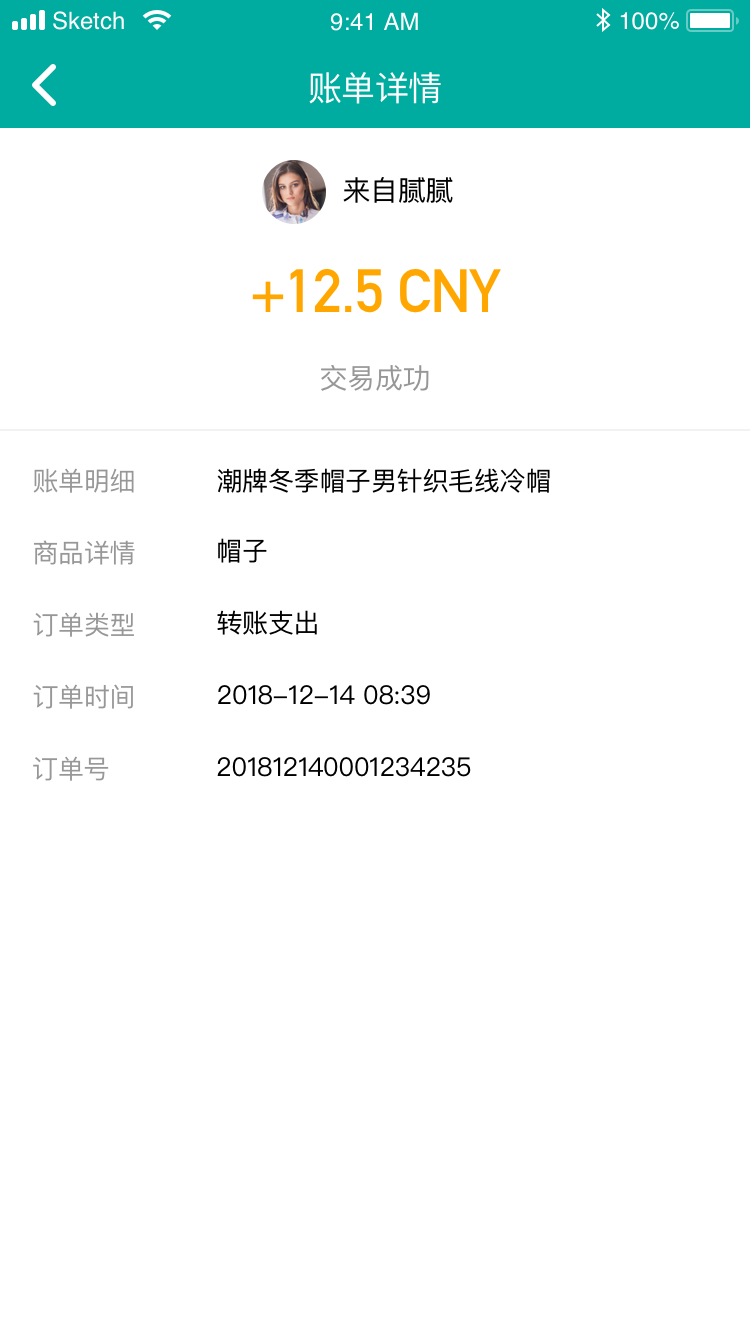 Sketch 9:41 AM 100%
账单详情
来自腻腻
+12.5 CNY
交易成功
账单明细 潮牌冬季帽子男针织毛线冷帽
商品详情 帽子
订单类型 转账支出
订单时间 2018-12-14 08:39
订单号 201812140001234235